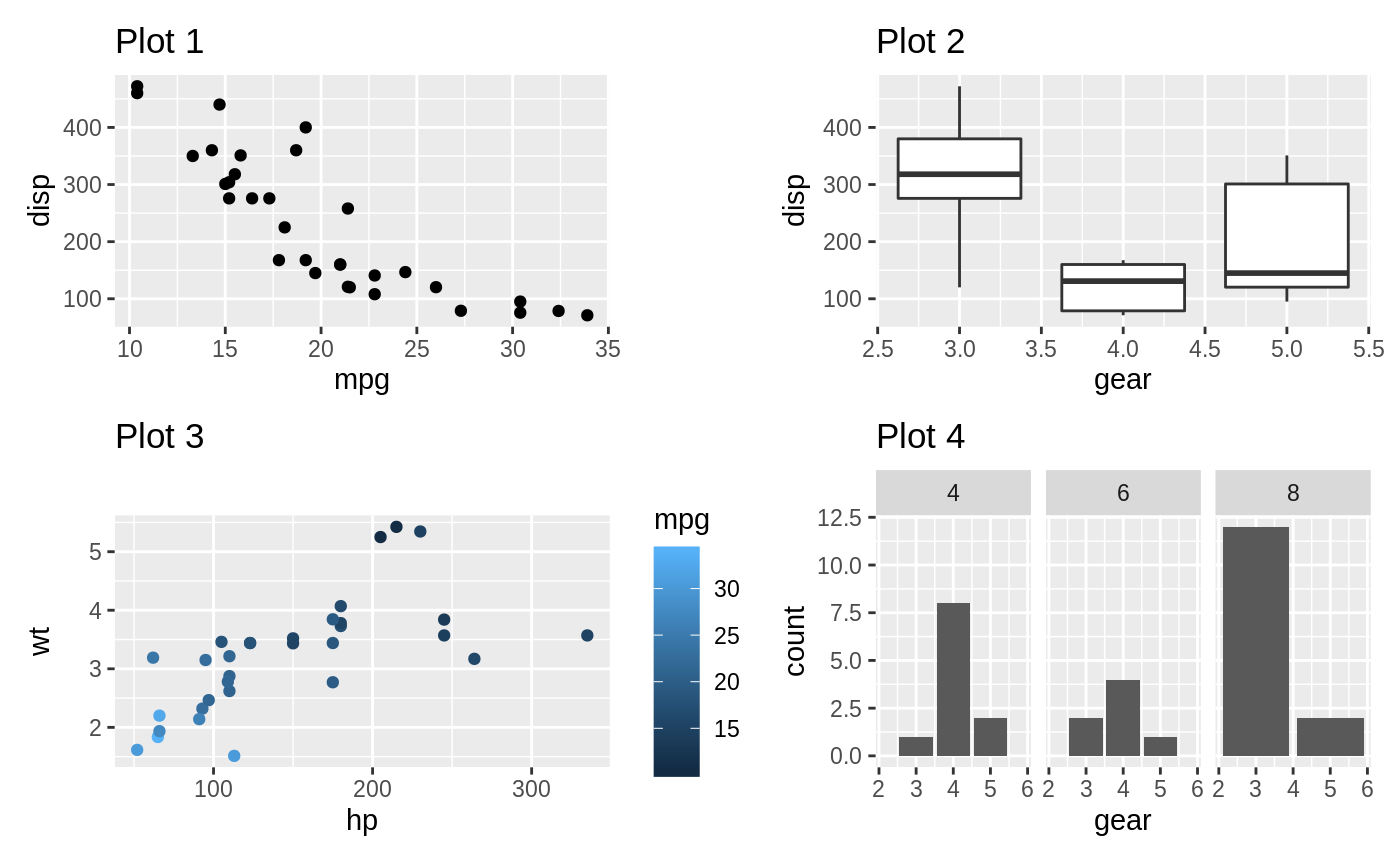 Plot 1
disp
400
300
200
100
10 15 20 25 30 35
mpg
Plot 2
disp
400
300
200
100
2.5 3.0 3.5 4.0 4.5 5.0 5.5
gear
Plot 3
wt
5
4
3
2
100 200 300
hp
mpg
30
25
20
15
Plot 4
4 6 8
count
12.5
10.0
7.5
5.0
2.5
0.0
2 3 4 5 6 2 3 4 5 6 2 3 4 5 6
gear